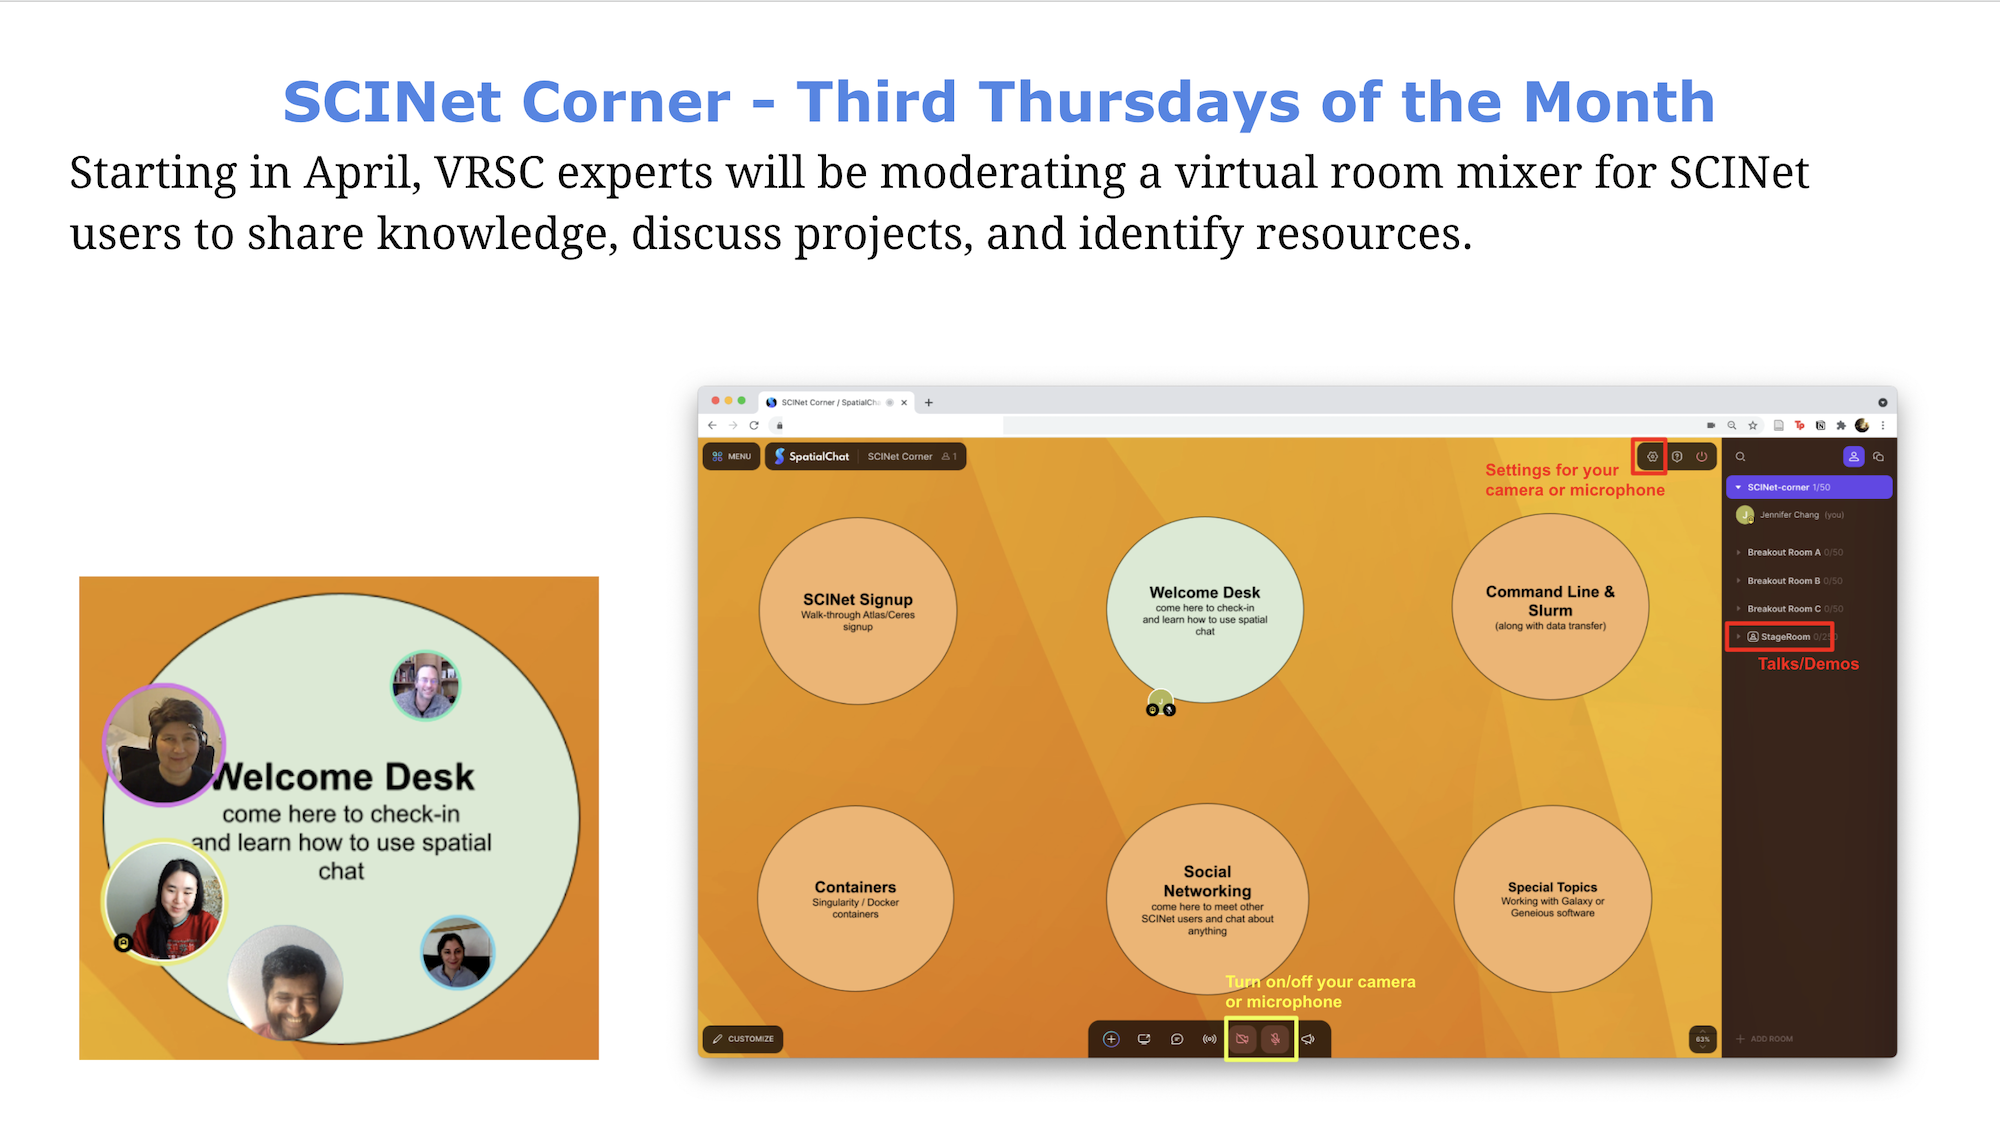 SCINet Corner - Third Thursdays of the Month
Starting in April, VRSC experts will be moderating a virtual room mixer for SCINet
users to share knowledge, discuss projects, and identify resources.
Welcome Desk
come here to check-in
and learn how to use spatial
chat
SCINet Corner / SpatialCh
MENU
SpatialChat
SCINet Corner
1
Settings for your
camera or microphone
SCINet Signup
Walk-through Atlas/Ceres
signup
Welcome Desk
come here to check-in
and learn how to use spatial
chat
Command Line &
Slurm
(along with data transfer)
Containers
Singularity / Docker
containers
Social
Networking
come here to meet other
SCINet users and chat about
anything
Special Topics
Working with Galaxy or
Geneious software
Turn on/off your camera
or microphone
CUSTOMIZE
63%
SCINet-corner 1/50
J
Jennifer Chang (you)
Breakout Room A 0/50
Breakout Room B 0/50
Breakout Room C 0/50
StageRoom 0/250
Talks/Demos
+ ADD ROOM